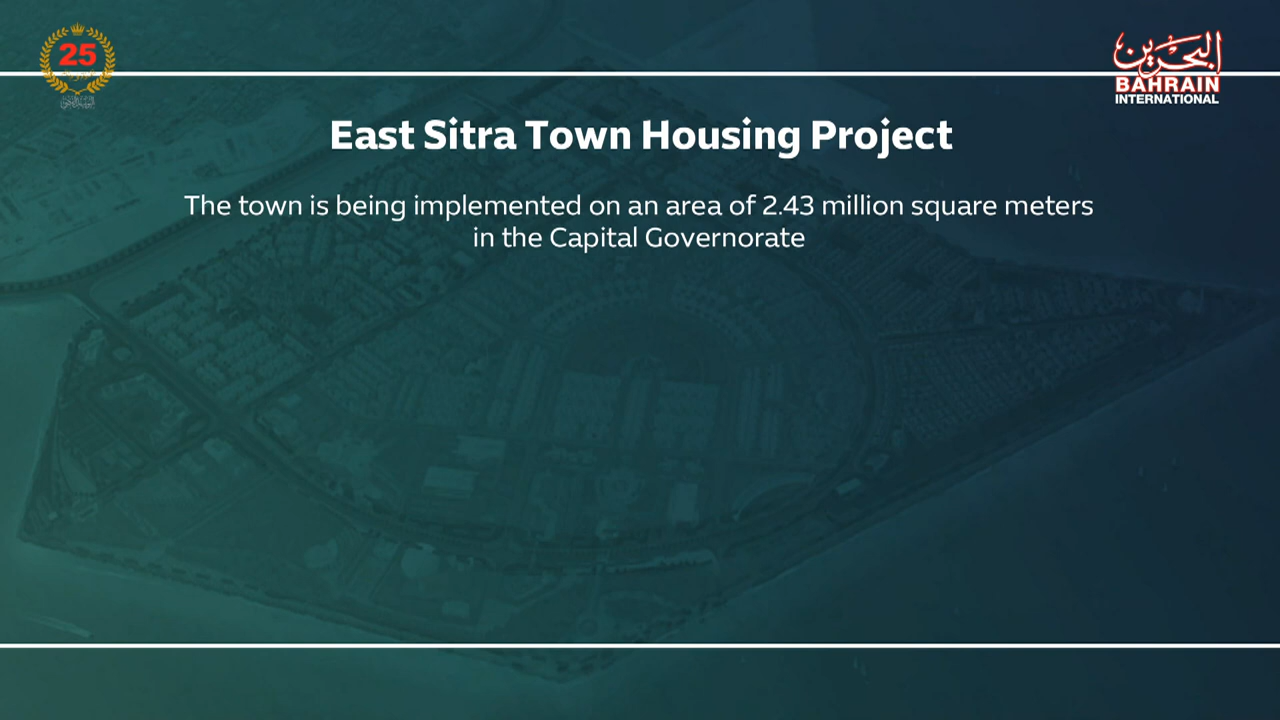 25
البحرين
BAHRAIN
INTERNATIONAL
East Sitra Town Housing Project
The town is being implemented on an area of 2.43 million square meters
in the Capital Governorate